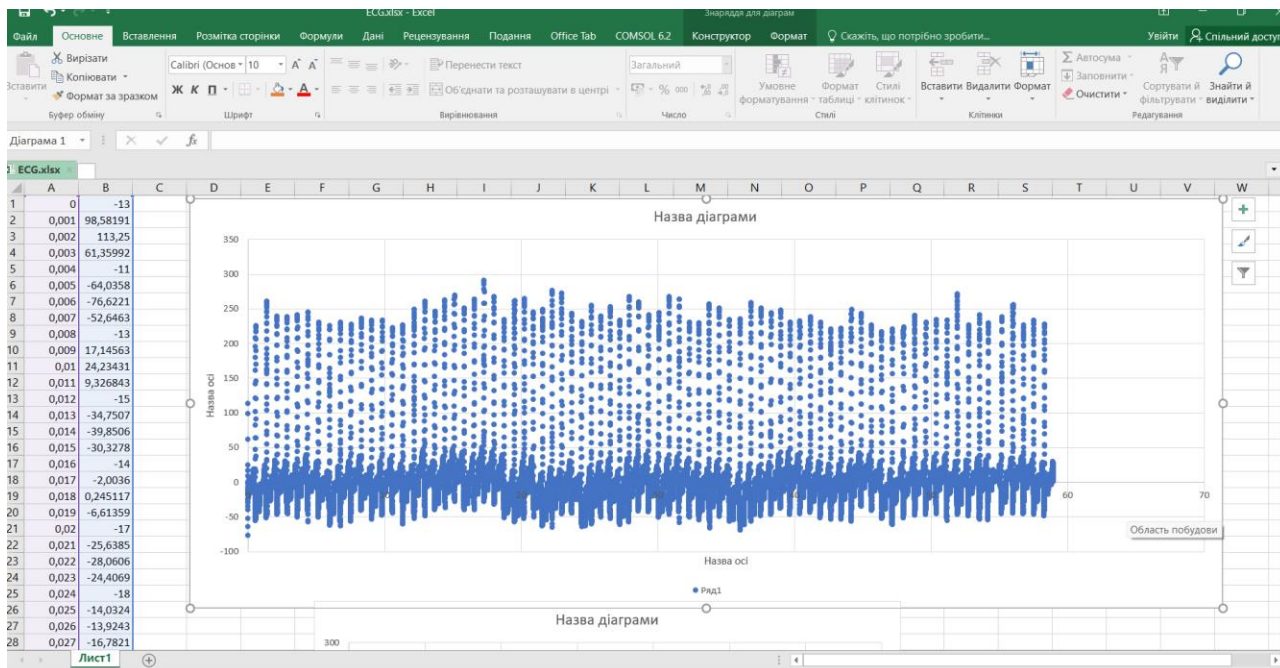 ECG.xlsx - Excel
Знаряддя для діаграм
Файл Основне Вставлення Розмітка сторінки Формули Дані Рецензування Подання Office Tab COMSOL 6.2 Конструктор Формат Скажіть, що потрібно зробити... Увійти Спільний доступ
Вирізати
Копіювати
Формат за зразком
Вставити
Буфер обміну
Calibri (Основ 10
Ж К П
Шрифт
Перенести текст
Об'єднати та розташувати в центрі
Вирівнювання
Загальний
% 000
Число
Умовне форматування
Формат таблиці
Стилі клітинок
Стилі
Вставити Видалити Формат
Клітинки
Автосума
Заповнити
Очистити
Сортувати й фільтрувати
Знайти й виділити
Редагування
Діаграма 1 fx
ECG.xlsx
A B C D E F G H I J K L M N O P Q R S T U V W
1 0 -13
2 0,001 98,58191
3 0,002 113,25
4 0,003 61,35992
5 0,004 -11
6 0,005 -64,0358
7 0,006 -76,6221
8 0,007 -52,6463
9 0,008 -13
10 0,009 17,14563
11 0,01 24,23431
12 0,011 9,326843
13 0,012 -15
14 0,013 -34,7507
15 0,014 -39,8506
16 0,015 -30,3278
17 0,016 -14
18 0,017 -2,0036
19 0,018 0,245117
20 0,019 -6,61359
21 0,02 -17
22 0,021 -25,6385
23 0,022 -28,0606
24 0,023 -24,4069
25 0,024 -18
26 0,025 -14,0324
27 0,026 -13,9243
28 0,027 -16,7821
Назва діаграми
350
300
250
200
150
100
50
0
-50
-100
Назва осі
60 70
Область побудови
Назва осі
Ряд1
Назва діаграми
300
Лист1